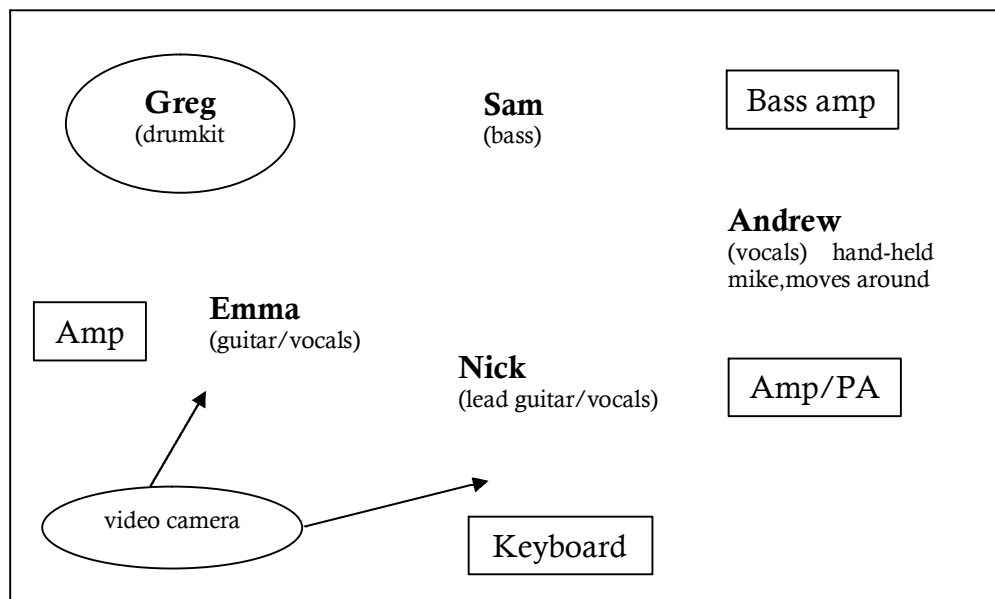 Greg
(drumkit
Sam
(bass)
Bass amp
Andrew
(vocals) hand-held
mike,moves around
Amp
Emma
(guitar/vocals)
Nick
(lead guitar/vocals)
Amp/PA
video camera
Keyboard